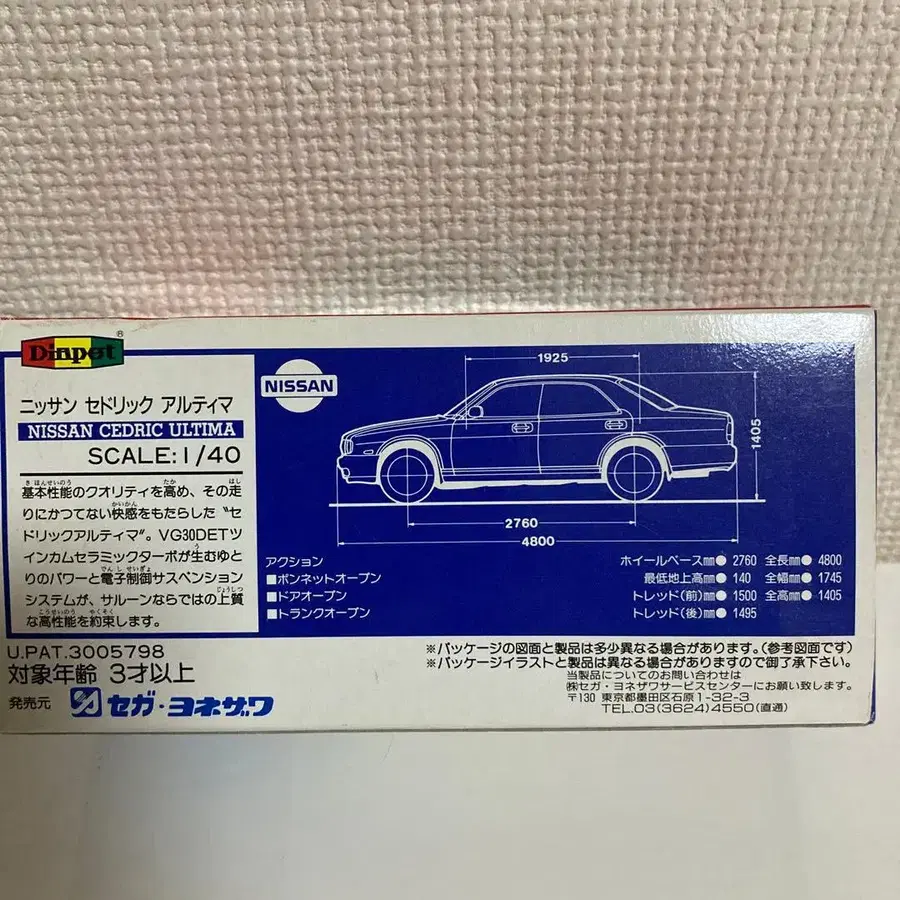 Diapet®
ニッサン セドリック アルティマ
NISSAN CEDRIC ULTIMA
SCALE:1/40
基本性能のクオリティを高め、その走
りにかつてない快感をもたらした〝セ
ドリックアルティマ〟。VG30DETツ
インカムセラミックターボが生むゆと
りのパワーと電子制御サスペンション
システムが、サルーンならではの上質
な高性能を約束します。
NISSAN
1925
1405
2760
4800
アクション
■ボンネットオープン
■ドアオープン
■トランクオープン
ホイールベース㎜●2760 全長㎜●4800
最低地上高㎜●140 全幅㎜●1745
トレッド(前)㎜●1500 全高㎜●1405
トレッド(後)㎜●1495
U.PAT.3005798
対象年齢 3才以上
発売元 セガ・ヨネザワ
※パッケージの図面と製品は多少異なる場合があります。(参考図面です)
※パッケージイラストと製品は異なる場合がありますので御了承下さい。
当製品についてのお問い合わせは
㈱セガ・ヨネザワサービスセンターにお願い致します。
〒130 東京都墨田区石原1-32-3
TEL.03(3624)4550(直通)